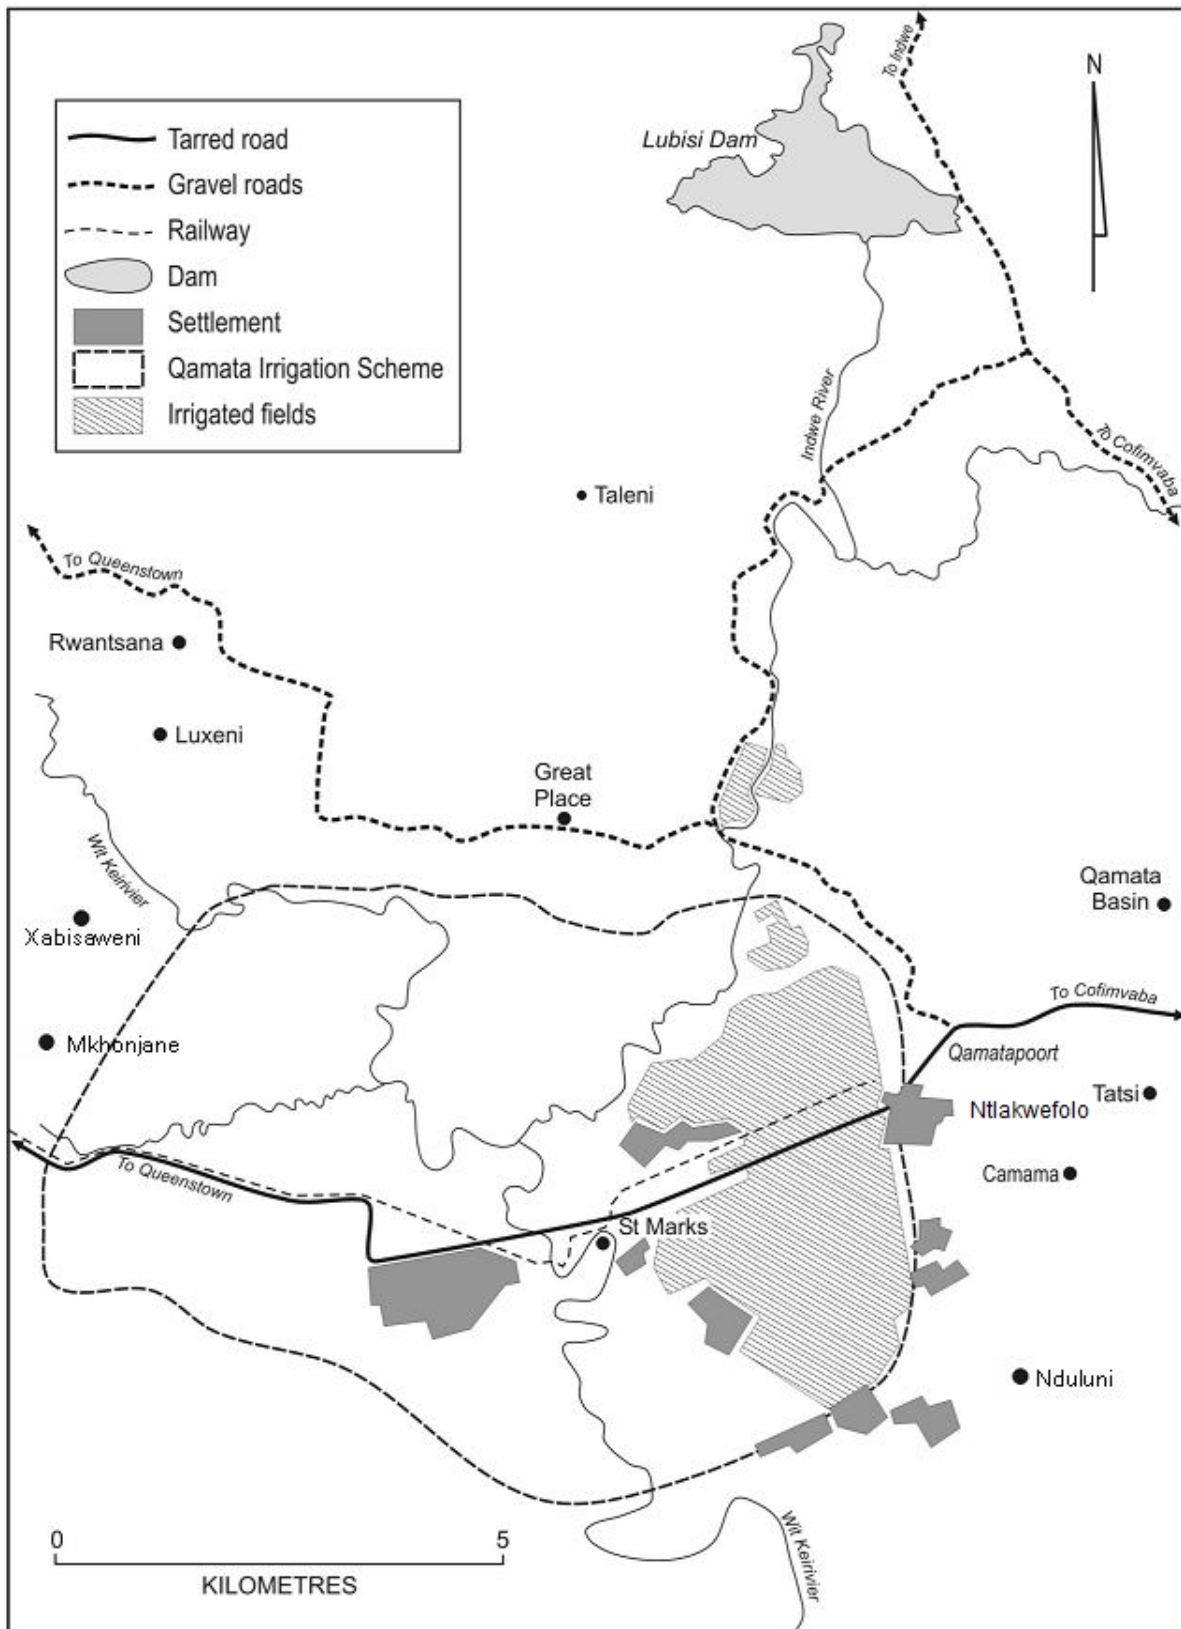 To Indwe
N
Tarred road
Gravel roads
Railway
Dam
Settlement
Qamata Irrigation Scheme
Irrigated fields
Lubisi Dam
Indwe River
To Cofimvaba
Taleni
To Queenstown
Rwantsana
Luxeni
Great
Place
Wit Keirivier
Xabisaweni
Qamata
Basin
Mkhonjane
To Cofimvaba
Qamatapoort
Tatsi
Ntlakwefolo
To Queenstown
Camama
St Marks
Nduluni
0 5
KILOMETRES
Wit Keirivier